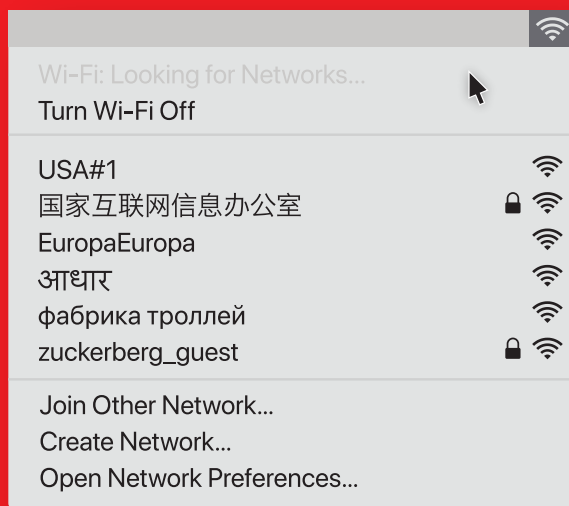 Wi-Fi: Looking for Networks...
Turn Wi-Fi Off
USA#1
国家互联网信息办公室
EuropaEuropa
आधार
фабрика троллей
zuckerberg_guest
Join Other Network...
Create Network...
Open Network Preferences...